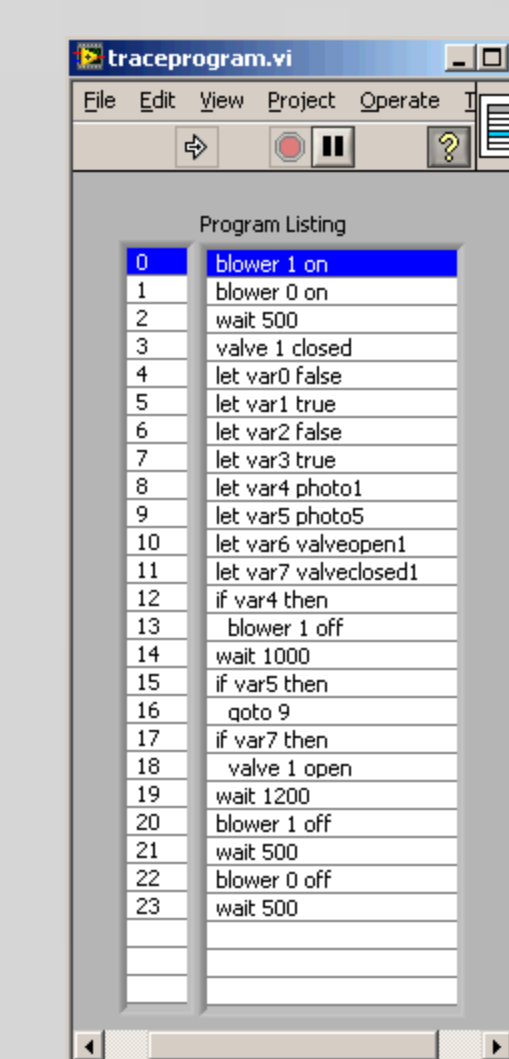 traceprogram.vi
File Edit View Project Operate T
Program Listing
0 blower 1 on
1 blower 0 on
2 wait 500
3 valve 1 closed
4 let var0 false
5 let var1 true
6 let var2 false
7 let var3 true
8 let var4 photo1
9 let var5 photo5
10 let var6 valveopen1
11 let var7 valveclosed1
12 if var4 then
13 blower 1 off
14 wait 1000
15 if var5 then
16 goto 9
17 if var7 then
18 valve 1 open
19 wait 1200
20 blower 1 off
21 wait 500
22 blower 0 off
23 wait 500